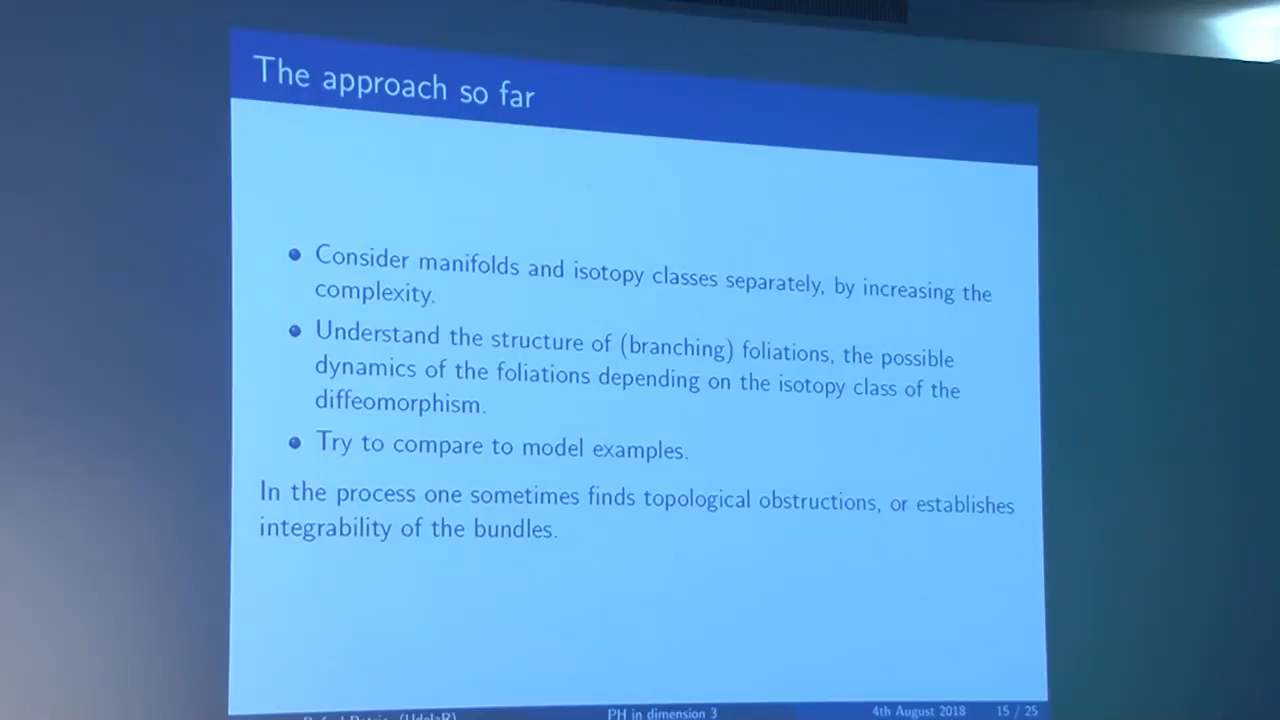 The approach so far
Consider manifolds and isotopy classes separately, by increasing the
complexity.
Understand the structure of (branching) foliations, the possible
dynamics of the foliations depending on the isotopy class of the
diffeomorphism.
Try to compare to model examples.
In the process one sometimes finds topological obstructions, or establishes
integrability of the bundles.
(UdelaR) PH in dimension 3 4th August 2018 15 / 25